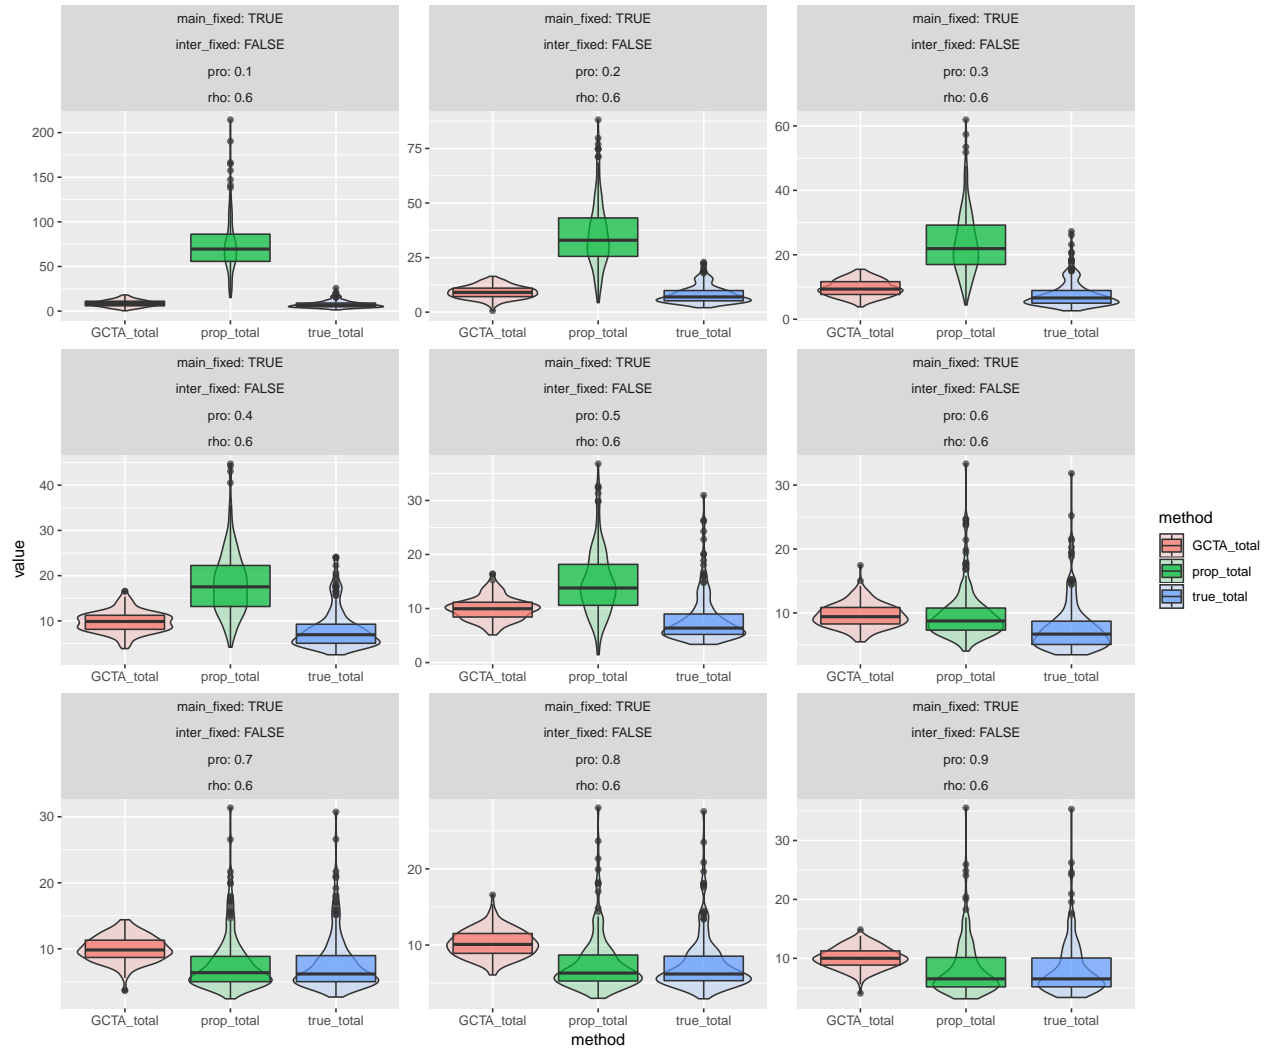 main_fixed: TRUE
inter_fixed: FALSE
pro: 0.1
rho: 0.6
200
150
100
50
0
GCTA_total prop_total true_total
main_fixed: TRUE
inter_fixed: FALSE
pro: 0.2
rho: 0.6
75
50
25
0
GCTA_total prop_total true_total
main_fixed: TRUE
inter_fixed: FALSE
pro: 0.3
rho: 0.6
60
40
20
0
GCTA_total prop_total true_total
main_fixed: TRUE
inter_fixed: FALSE
pro: 0.4
rho: 0.6
40
30
20
10
GCTA_total prop_total true_total
main_fixed: TRUE
inter_fixed: FALSE
pro: 0.5
rho: 0.6
30
20
10
0
GCTA_total prop_total true_total
main_fixed: TRUE
inter_fixed: FALSE
pro: 0.6
rho: 0.6
30
20
10
GCTA_total prop_total true_total
main_fixed: TRUE
inter_fixed: FALSE
pro: 0.7
rho: 0.6
30
20
10
GCTA_total prop_total true_total
main_fixed: TRUE
inter_fixed: FALSE
pro: 0.8
rho: 0.6
20
10
GCTA_total prop_total true_total
main_fixed: TRUE
inter_fixed: FALSE
pro: 0.9
rho: 0.6
30
20
10
GCTA_total prop_total true_total
value
method
method
GCTA_total
prop_total
true_total